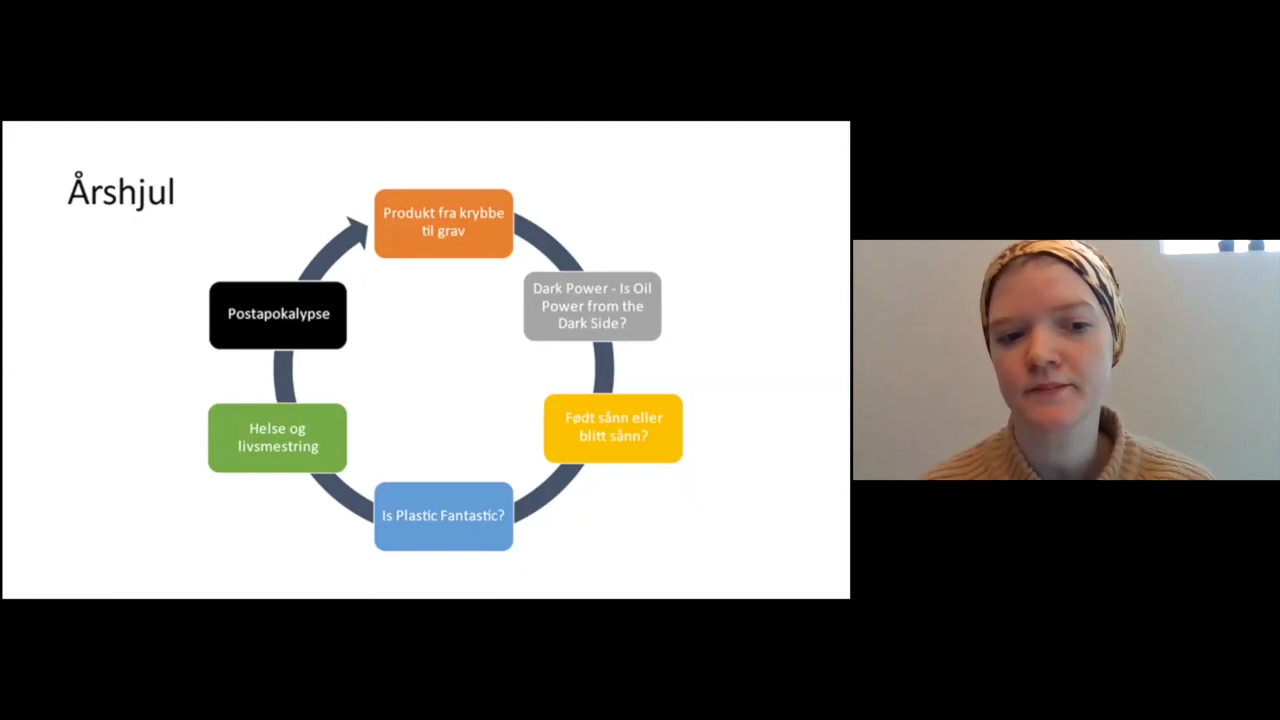 Årshjul
Produkt fra krybbe
til grav
Dark Power - Is Oil
Power from the
Dark Side?
Født sånn eller
blitt sånn?
Is Plastic Fantastic?
Helse og
livsmestring
Postapokalypse